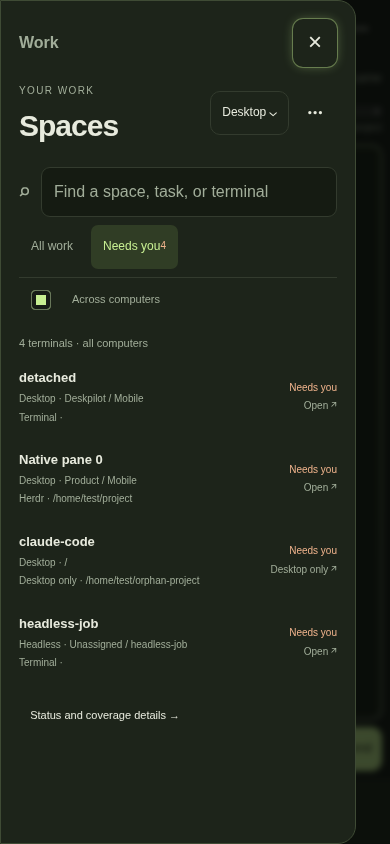 Work
YOUR WORK
Spaces
Desktop
Find a space, task, or terminal
All work
Needs you4
Across computers
4 terminals · all computers
detached
Needs you
Desktop · Deskpilot / Mobile
Open ↗
Terminal ·
Native pane 0
Needs you
Desktop · Product / Mobile
Open ↗
Herdr · /home/test/project
claude-code
Needs you
Desktop · /
Desktop only ↗
Desktop only · /home/test/orphan-project
headless-job
Needs you
Headless · Unassigned / headless-job
Open ↗
Terminal ·
Status and coverage details →